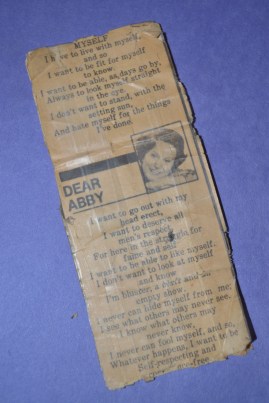 MYSELF
I have to live with myself,
and so
I want to be fit for myself
to know.
I want to be able, as days go by,
Always to look myself straight
in the eye.
I don't want to stand, with the
setting sun,
And hate myself for the things
I've done.
DEAR
ABBY
I want to go out with my
head erect,
I want to deserve all
men's respect
For here in the struggle for
fame and
I want to be able to like myself.
I don't want to look at myself
and know
I'm a
empty show.
I never can hide myself from me;
I see what others may never see,
I know what others may
never know,
I never can fool myself, and so,
Whatever happens, I want to be
Self-respecting and
free.